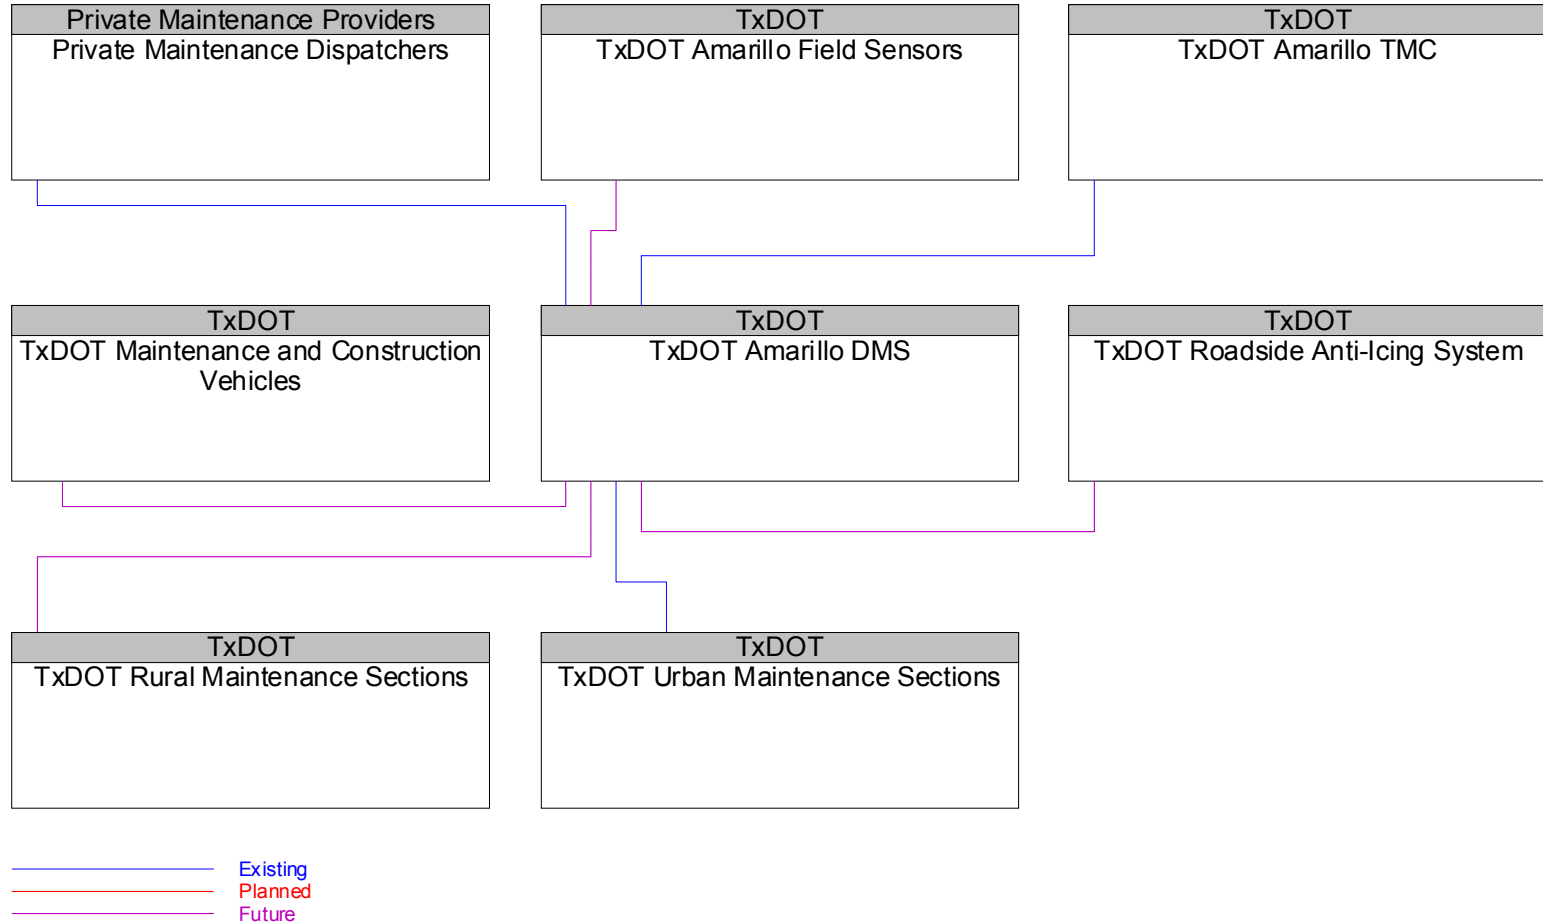 Private Maintenance Providers
Private Maintenance Dispatchers
TxDOT
TxDOT Amarillo Field Sensors
TxDOT
TxDOT Amarillo TMC
TxDOT
TxDOT Maintenance and Construction
Vehicles
TxDOT
TxDOT Amarillo DMS
TxDOT
TxDOT Roadside Anti-Icing System
TxDOT
TxDOT Rural Maintenance Sections
TxDOT
TxDOT Urban Maintenance Sections
Existing
Planned
Future